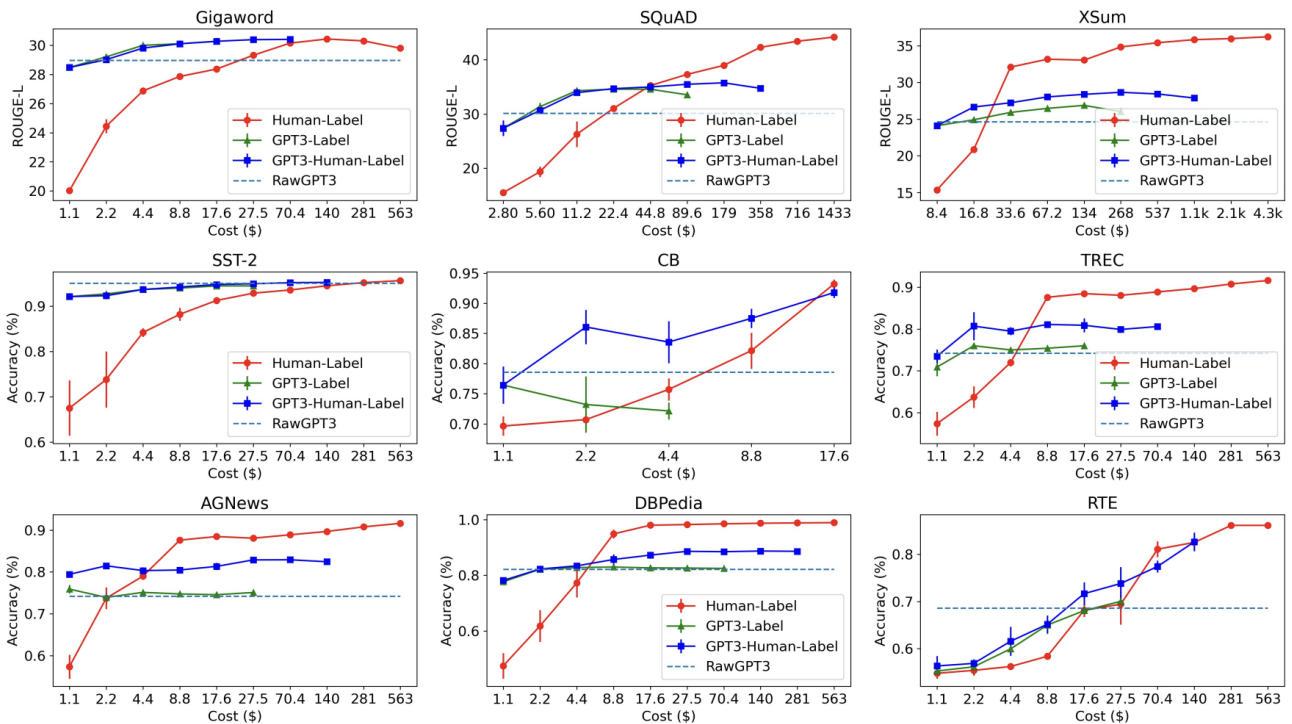 Gigaword
ROUGE-L
30
28
26
24
22
20
Human-Label
GPT3-Label
GPT3-Human-Label
RawGPT3
1.1 2.2 4.4 8.8 17.6 27.5 70.4 140 281 563
Cost ($)
SQuAD
40
30
20
Human-Label
GPT3-Label
GPT3-Human-Label
RawGPT3
2.80 5.60 11.2 22.4 44.8 89.6 179 358 716 1433
Cost ($)
XSum
ROUGE-L
35
30
25
20
15
Human-Label
GPT3-Label
GPT3-Human-Label
RawGPT3
8.4 16.8 33.6 67.2 134 268 537 1.1k 2.1k 4.3k
Cost ($)
SST-2
Accuracy (%)
0.9
0.8
0.7
0.6
Human-Label
GPT3-Label
GPT3-Human-Label
RawGPT3
1.1 2.2 4.4 8.8 17.6 27.5 70.4 140 281 563
Cost ($)
CB
Accuracy (%)
0.95
0.90
0.85
0.80
0.75
0.70
1.1 2.2 4.4 8.8 17.6
Cost ($)
TREC
Accuracy (%)
0.9
0.8
0.7
0.6
Human-Label
GPT3-Label
GPT3-Human-Label
RawGPT3
1.1 2.2 4.4 8.8 17.6 27.5 70.4 140 281 563
Cost ($)
AGNews
Accuracy (%)
0.9
0.8
0.7
0.6
Human-Label
GPT3-Label
GPT3-Human-Label
RawGPT3
1.1 2.2 4.4 8.8 17.6 27.5 70.4 140 281 563
Cost ($)
DBPedia
Accuracy (%)
1.0
0.8
0.6
Human-Label
GPT3-Label
GPT3-Human-Label
RawGPT3
1.1 2.2 4.4 8.8 17.6 27.5 70.4 140 281 563
Cost ($)
RTE
Accuracy (%)
0.8
0.7
0.6
1.1 2.2 4.4 8.8 17.6 27.5 70.4 140 281 563
Cost ($)